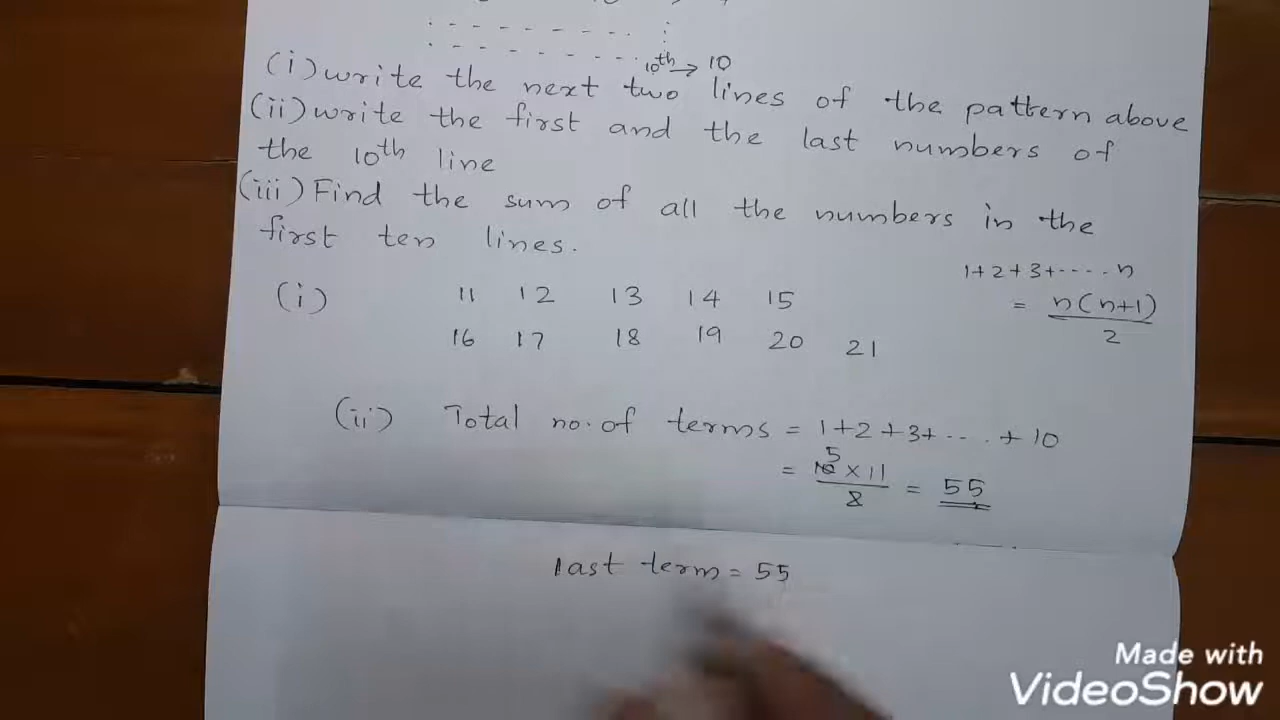 10th → 10
(i) write the next two lines of the pattern above
(ii) write the first and the last numbers of
the 10th line
(iii) Find the sum of all the numbers in the
first ten lines.
1+2+3+---- n
= n(n+1)/2
(i) 11 12 13 14 15
16 17 18 19 20 21
(ii) Total no. of terms = 1+2+3+ --- + 10
= 5 10 × 11 / 2 = 55
last term = 55
Made with
VideoShow